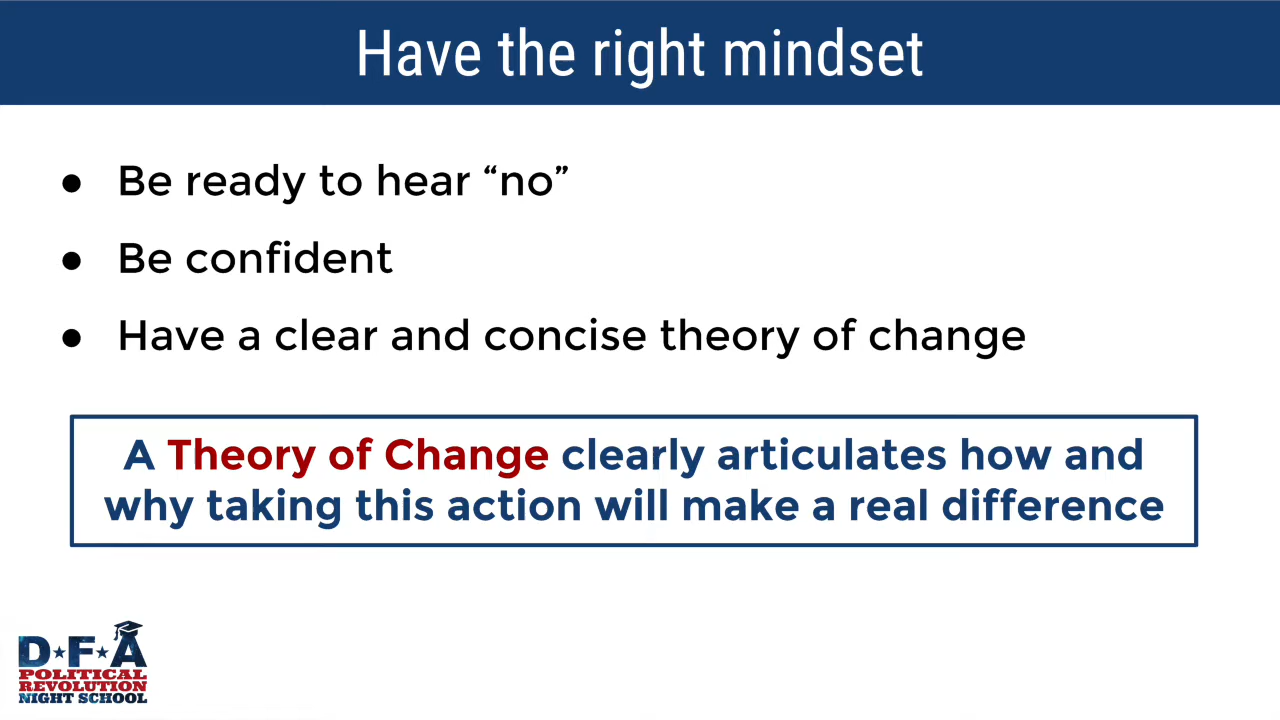 Have the right mindset
● Be ready to hear “no”
● Be confident
● Have a clear and concise theory of change
A Theory of Change clearly articulates how and
why taking this action will make a real difference
D★F★A
POLITICAL
REVOLUTION
NIGHT SCHOOL